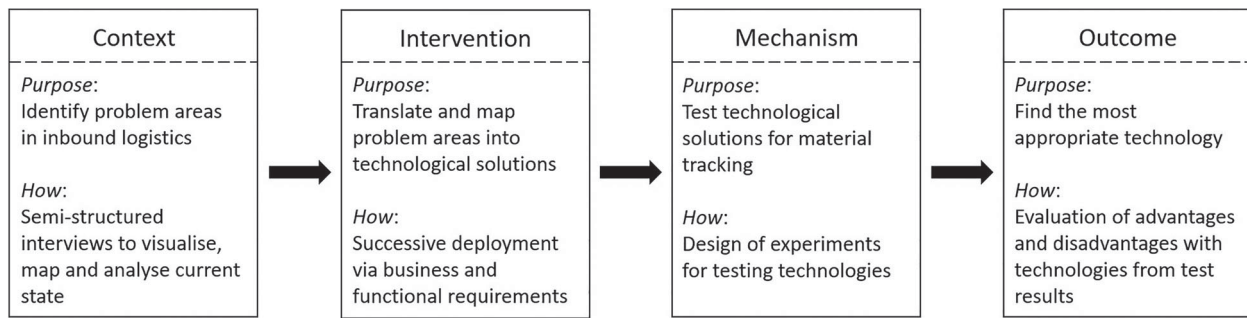 Context
Purpose:
Identify problem areas
in inbound logistics
How:
Semi-structured
interviews to visualise,
map and analyse current
state
Intervention
Purpose:
Translate and map
problem areas into
technological solutions
How:
Successive deployment
via business and
functional requirements
Mechanism
Purpose:
Test technological
solutions for material
tracking
How:
Design of experiments
for testing technologies
Outcome
Purpose:
Find the most
appropriate technology
How:
Evaluation of advantages
and disadvantages with
technologies from test
results